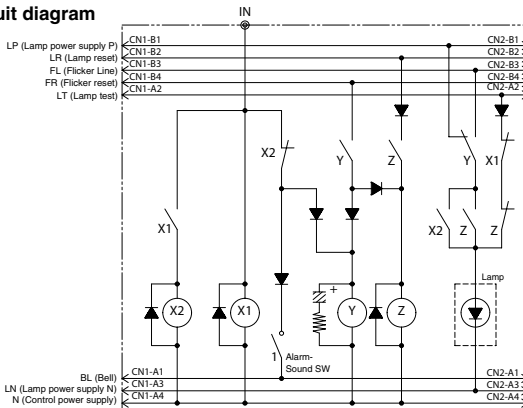 uit diagram
IN
LP (Lamp power supply P) CN1-B1 CN2-B1
LR (Lamp reset) CN1-B2 CN2-B2
FL (Flicker Line) CN1-B3 CN2-B3
FR (Flicker reset) CN1-B4 CN2-B4
LT (Lamp test) CN1-A2 CN2-A2
X2 Y Z Y X1
X1 X2 Z Z
Lamp
+
X2 X1 Y Z
1 Alarm-
Sound SW
BL (Bell) CN1-A1 CN2-A1
LN (Lamp power supply N) CN1-A3 CN2-A3
N (Control power supply) CN1-A4 CN2-A4